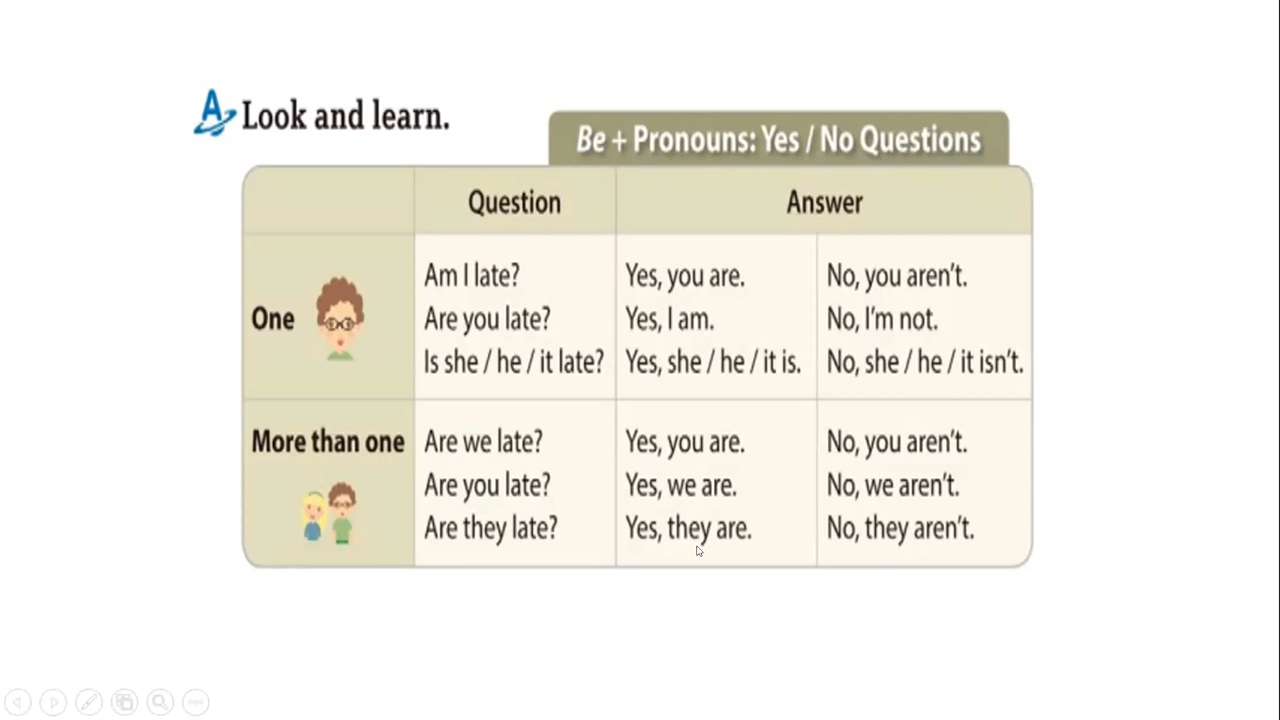 A Look and learn.
Be + Pronouns: Yes / No Questions
Question Answer
One
Am I late? Yes, you are. No, you aren't.
Are you late? Yes, I am. No, I'm not.
Is she / he / it late? Yes, she / he / it is. No, she / he / it isn't.
More than one
Are we late? Yes, you are. No, you aren't.
Are you late? Yes, we are. No, we aren't.
Are they late? Yes, they are. No, they aren't.